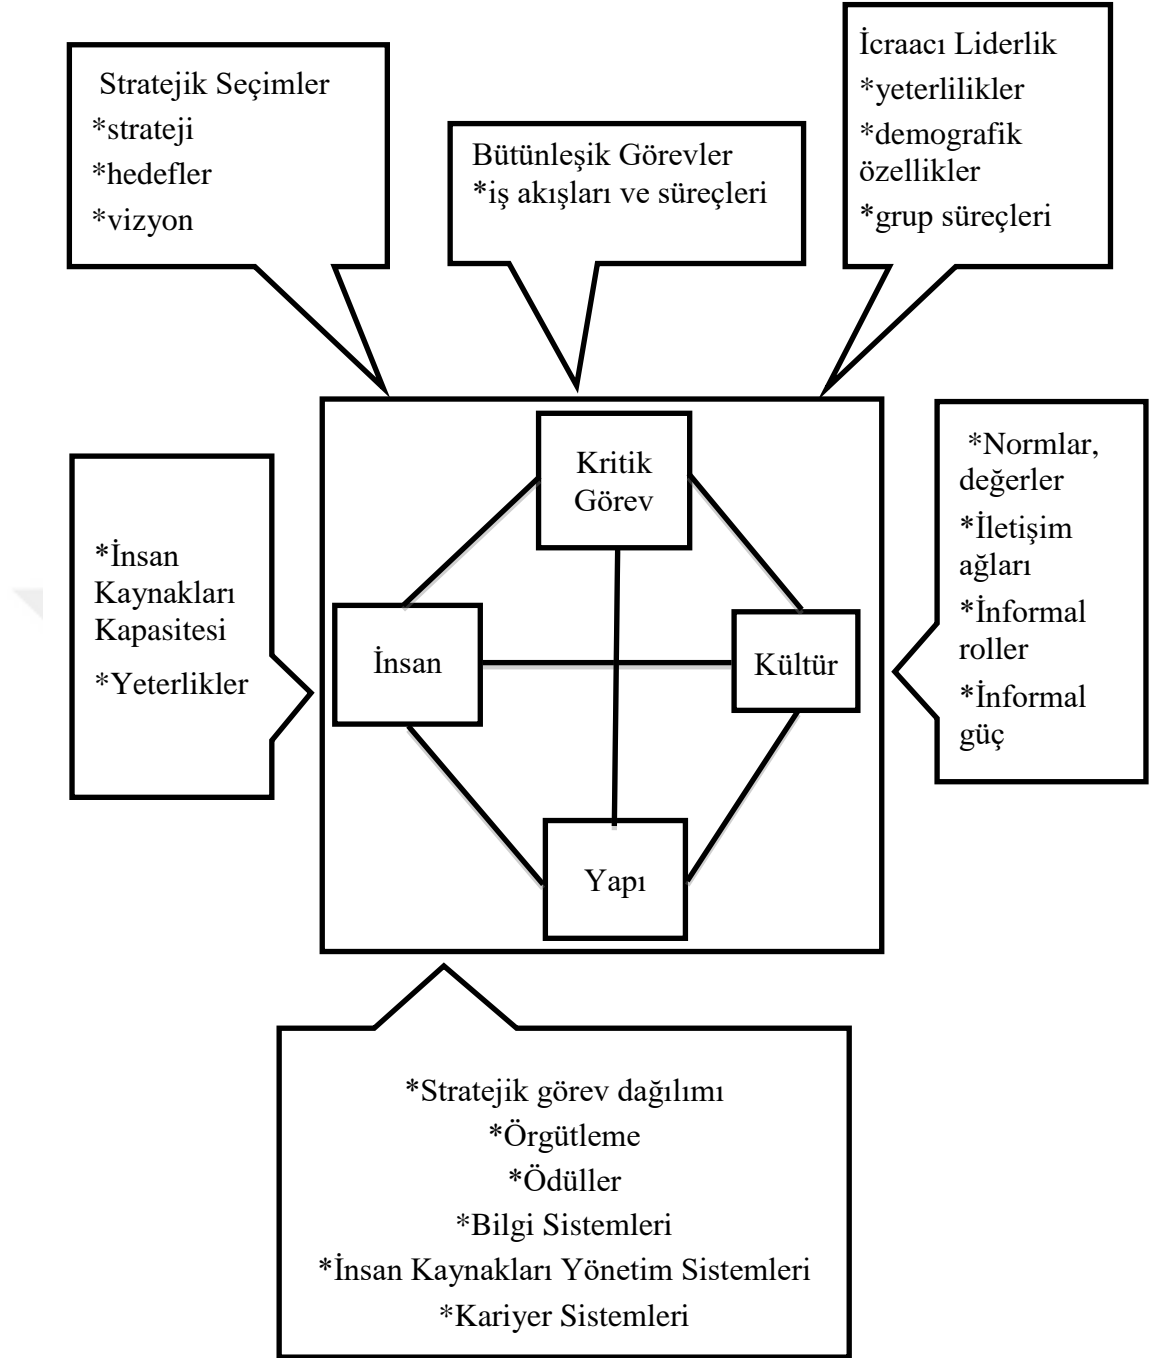 Stratejik Seçimler
*strateji
*hedefler
*vizyon
Bütünleşik Görevler
*iş akışları ve süreçleri
İcraacı Liderlik
*yeterlilikler
*demografik
özellikler
*grup süreçleri
*İnsan
Kaynakları
Kapasitesi
*Yeterlikler
Kritik
Görev
İnsan
Kültür
Yapı
*Normlar,
değerler
*İletişim
ağları
*İnformal
roller
*İnformal
güç
*Stratejik görev dağılımı
*Örgütleme
*Ödüller
*Bilgi Sistemleri
*İnsan Kaynakları Yönetim Sistemleri
*Kariyer Sistemleri